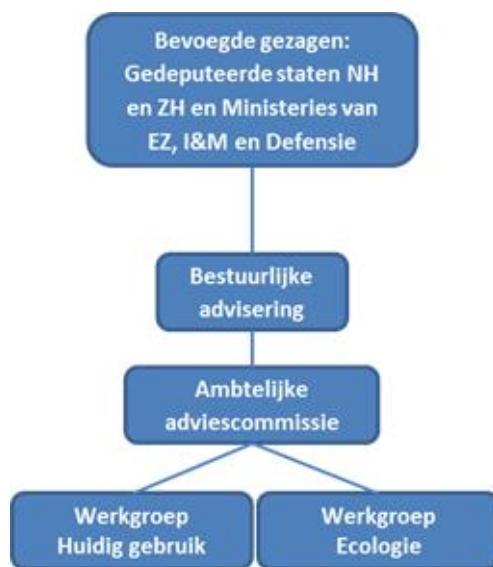 Bevoegde gezagen:
Gedeputeerde staten NH
en ZH en Ministeries van
EZ, I&M en Defensie
Bestuurlijke
advisering
Ambtelijke
adviescommissie
Werkgroep
Huidig gebruik
Werkgroep
Ecologie